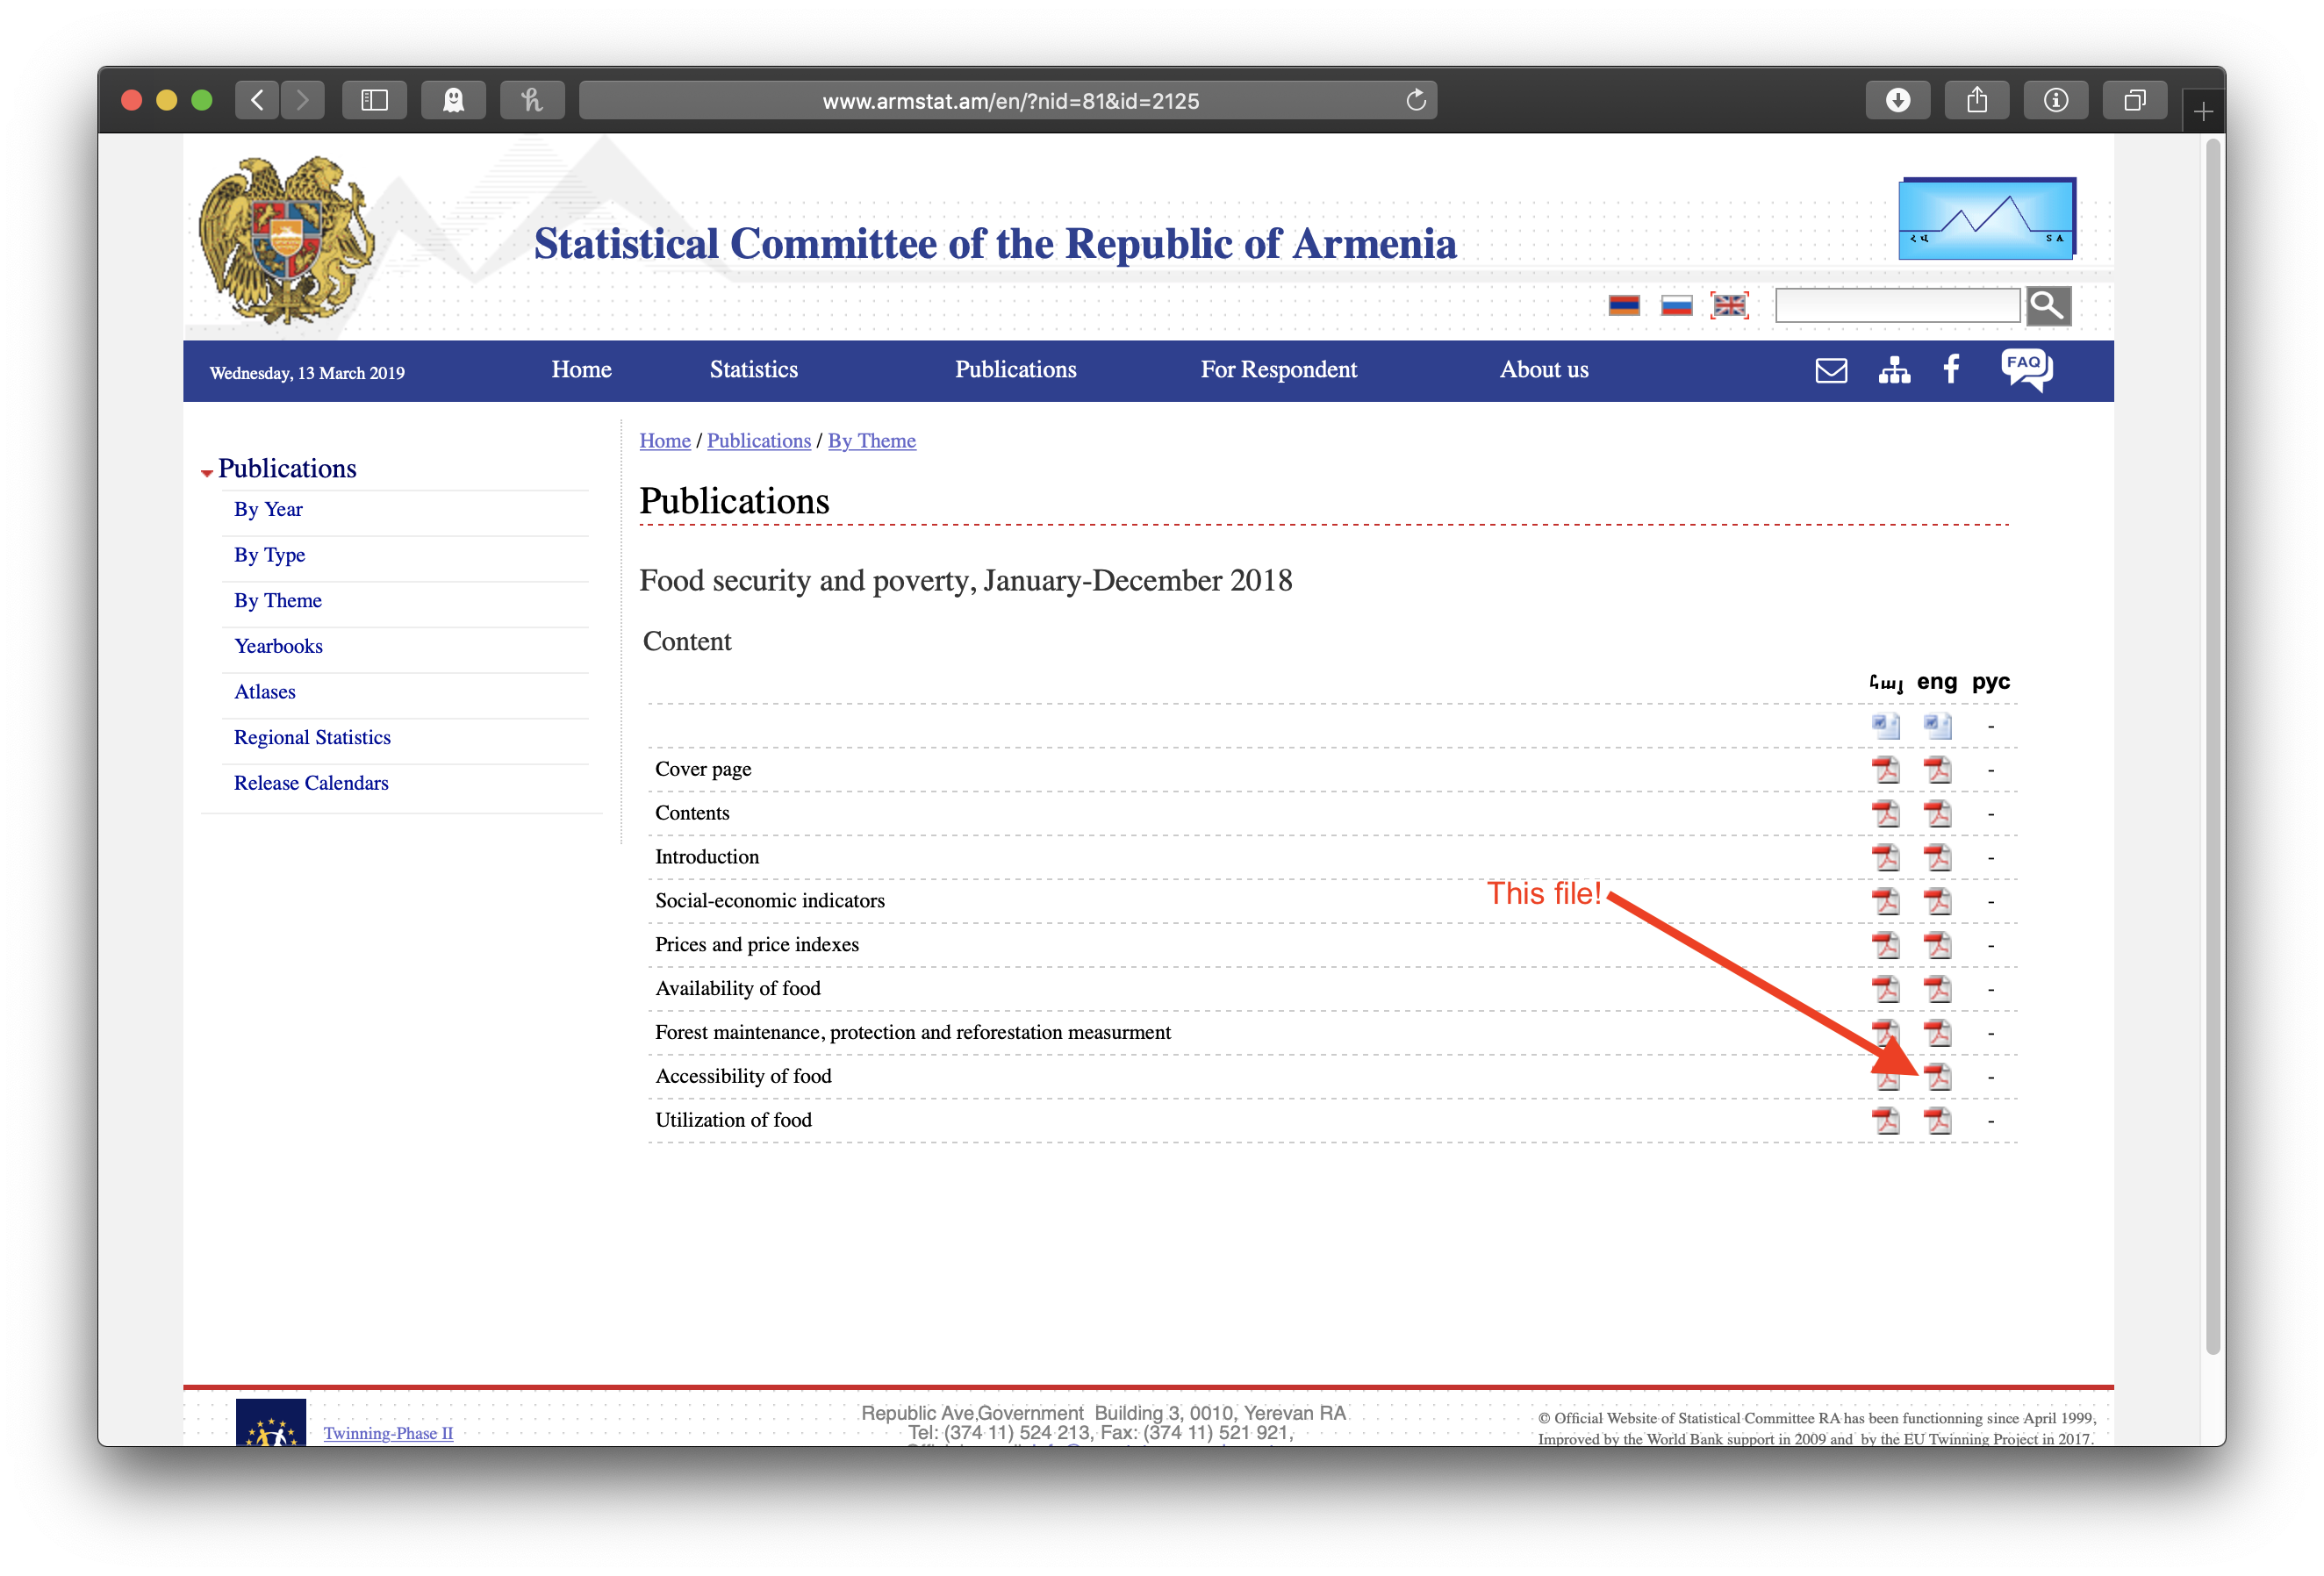 www.armstat.am/en/?nid=81&id=2125
Statistical Committee of the Republic of Armenia
ՀՎ SA
Wednesday, 13 March 2019 Home Statistics Publications For Respondent About us FAQ
Home / Publications / By Theme
Publications
By Year
By Type
By Theme
Yearbooks
Atlases
Regional Statistics
Release Calendars
Publications
Food security and poverty, January-December 2018
Content
հայ eng рус
-
Cover page -
Contents -
Introduction -
This file!
Social-economic indicators -
Prices and price indexes -
Availability of food -
Forest maintenance, protection and reforestation measurment -
Accessibility of food -
Utilization of food -
Twinning-Phase II
Republic Ave,Government Building 3, 0010, Yerevan RA
Tel: (374 11) 524 213, Fax: (374 11) 521 921,
© Official Website of Statistical Committee RA has been functionning since April 1999,
Improved by the World Bank support in 2009 and by the EU Twinning Project in 2017.